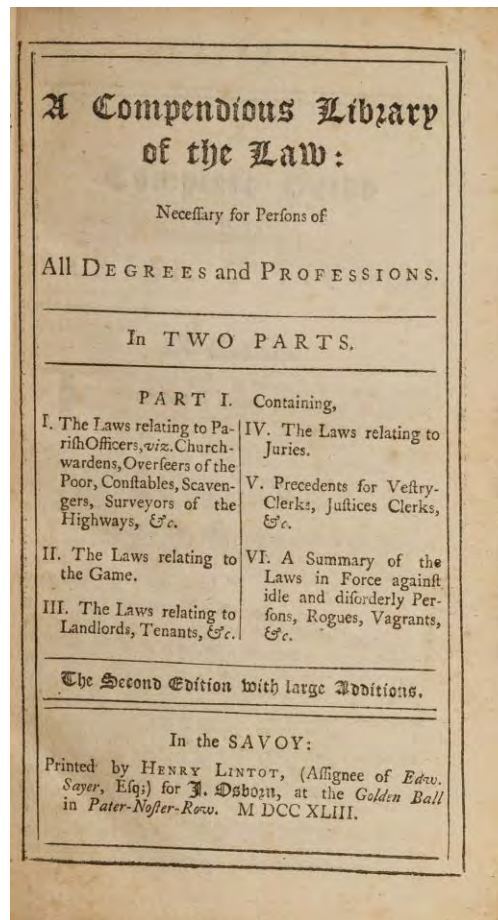 A Compendious Library
of the Law:
Neceſſary for Perſons of
All DEGREES and PROFESSIONS.
In TWO PARTS.
PART I. Containing,
I. The Laws relating to Pa-
riſh Officers, viz. Church-
wardens, Overſeers of the
Poor, Conſtables, Scaven-
gers, Surveyors of the
Highways, &c.
II. The Laws relating to
the Game.
III. The Laws relating to
Landlords, Tenants, &c.
IV. The Laws relating to
Juries.
V. Precedents for Veſtry-
Clerks, Juſtices Clerks,
&c.
VI. A Summary of the
Laws in Force againſt
idle and diſorderly Per-
ſons, Rogues, Vagrants,
&c.
The Second Edition with large Additions.
In the SAVOY:
Printed by HENRY LINTOT, (Aſſignee of Edw.
Sayer, Eſq;) for J. Osborn, at the Golden Ball
in Pater-Noſter-Row. M DCC XLIII.